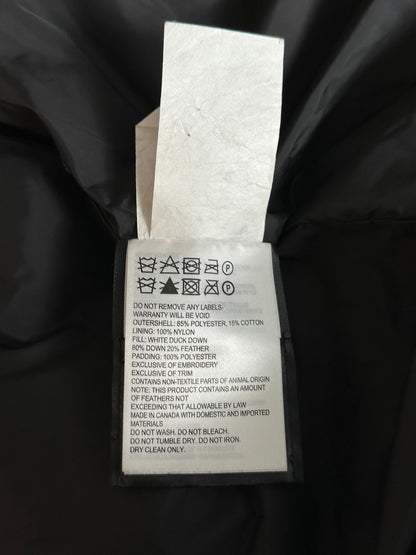 DO NOT REMOVE ANY LABELS-
WARRANTY WILL BE VOID
OUTERSHELL: 85% POLYESTER, 15% COTTON
LINING: 100% NYLON
FILL: WHITE DUCK DOWN
80% DOWN 20% FEATHER
PADDING: 100% POLYESTER
EXCLUSIVE OF EMBROIDERY
EXCLUSIVE OF TRIM
CONTAINS NON-TEXTILE PARTS OF ANIMAL ORIGIN
NOTE: THIS PRODUCT CONTAINS AN AMOUNT
OF FEATHERS NOT
EXCEEDING THAT ALLOWABLE BY LAW
MADE IN CANADA WITH DOMESTIC AND IMPORTED
MATERIALS
DO NOT WASH. DO NOT BLEACH.
DO NOT TUMBLE DRY. DO NOT IRON.
DRY CLEAN ONLY.